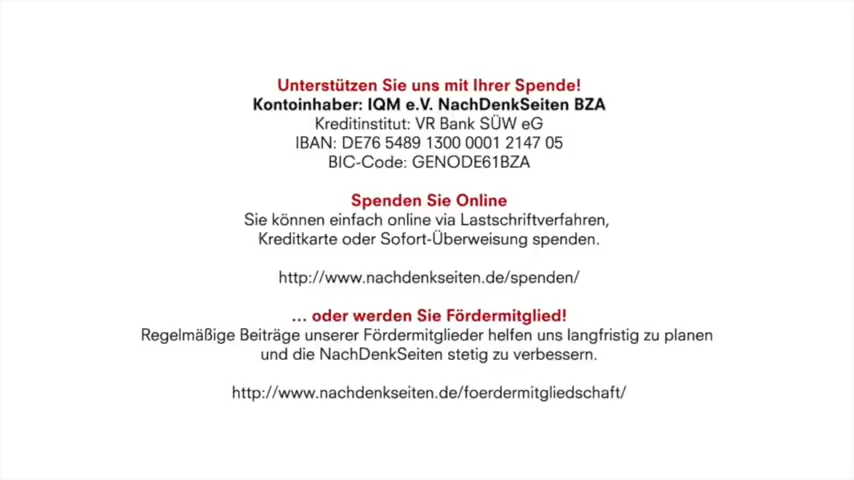 Unterstützen Sie uns mit Ihrer Spende!
Kontoinhaber: IQM e.V. NachDenkSeiten BZA
Kreditinstitut: VR Bank SÜW eG
IBAN: DE76 5489 1300 0001 2147 05
BIC-Code: GENODE61BZA
Spenden Sie Online
Sie können einfach online via Lastschriftverfahren,
Kreditkarte oder Sofort-Überweisung spenden.
http://www.nachdenkseiten.de/spenden/
... oder werden Sie Fördermitglied!
Regelmäßige Beiträge unserer Fördermitglieder helfen uns langfristig zu planen
und die NachDenkSeiten stetig zu verbessern.
http://www.nachdenkseiten.de/foerdermitgliedschaft/